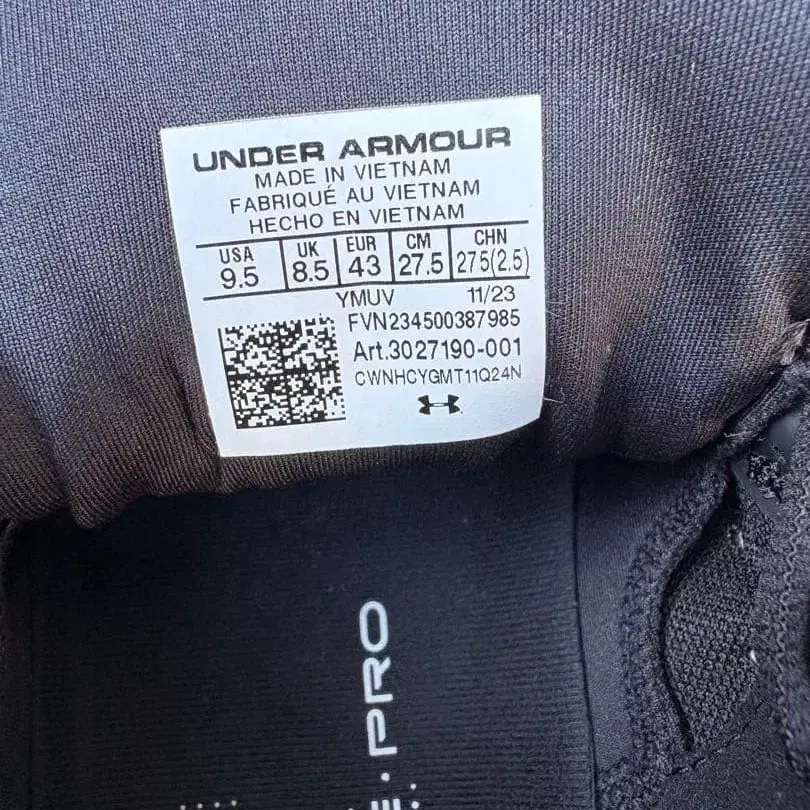 UNDER ARMOUR
MADE IN VIETNAM
FABRIQUÉ AU VIETNAM
HECHO EN VIETNAM
USA UK EUR CM CHN
9.5 8.5 43 27.5 275(2.5)
YMUV 11/23
FVN234500387985
Art.3027190-001
CWNHCYGMT11Q24N
PRO